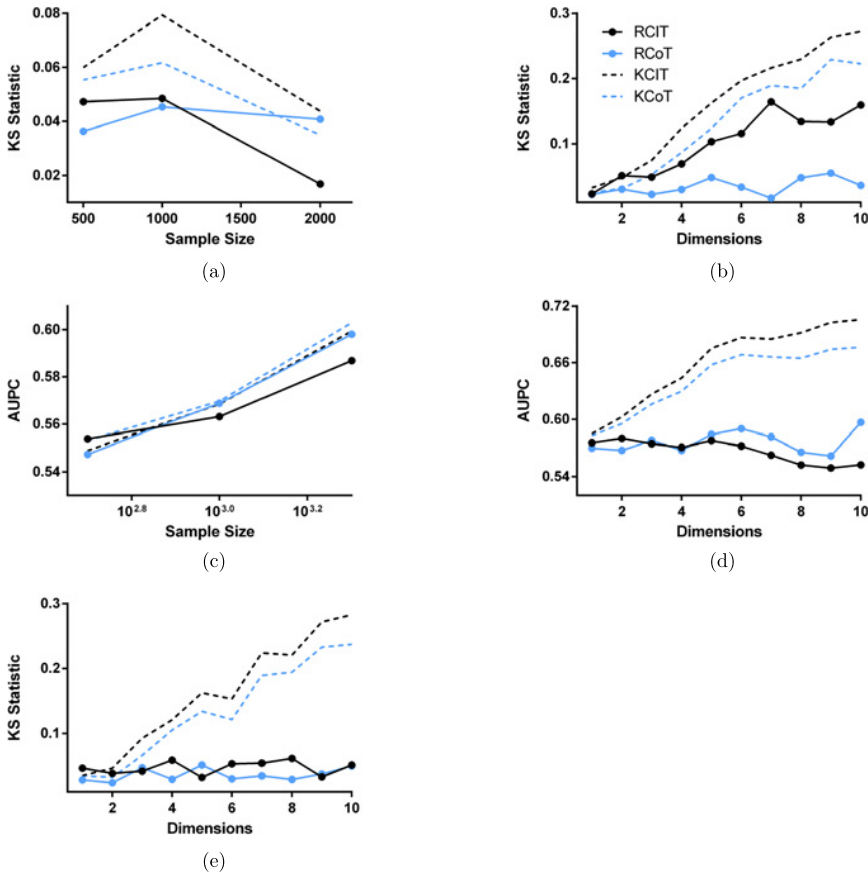 0.08
0.06
0.04
0.02
KS Statistic
500
1000
1500
2000
Sample Size
(a)
0.3
0.2
0.1
KS Statistic
RCIT
RCoT
KCIT
KCoT
2
4
6
8
10
Dimensions
(b)
0.60
0.58
0.56
0.54
AUPC
10^2.8
10^3.0
10^3.2
Sample Size
(c)
0.72
0.66
0.60
0.54
AUPC
2
4
6
8
10
Dimensions
(d)
0.3
0.2
0.1
KS Statistic
2
4
6
8
10
Dimensions
(e)